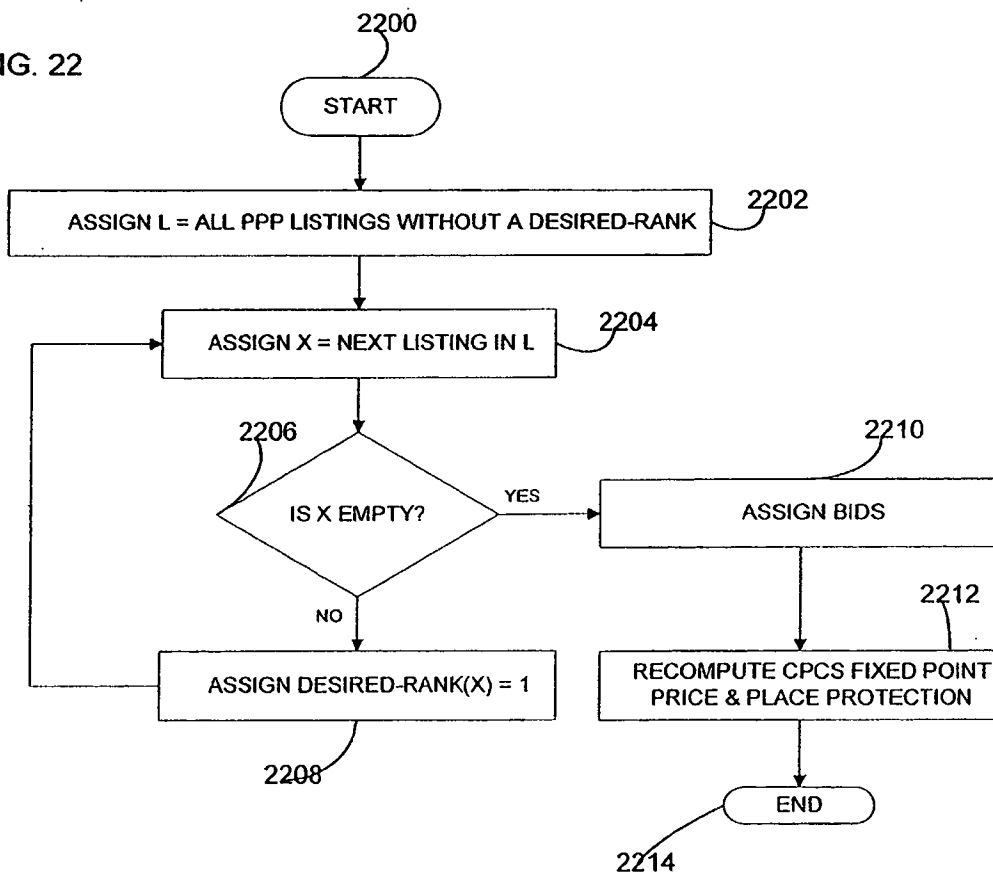 2200
IG. 22
START
ASSIGN L = ALL PPP LISTINGS WITHOUT A DESIRED-RANK
2202
ASSIGN X = NEXT LISTING IN L
2204
2206
IS X EMPTY?
YES
2210
ASSIGN BIDS
NO
2212
ASSIGN DESIRED-RANK(X) = 1
RECOMPUTE CPCS FIXED POINT
PRICE & PLACE PROTECTION
2208
END
2214